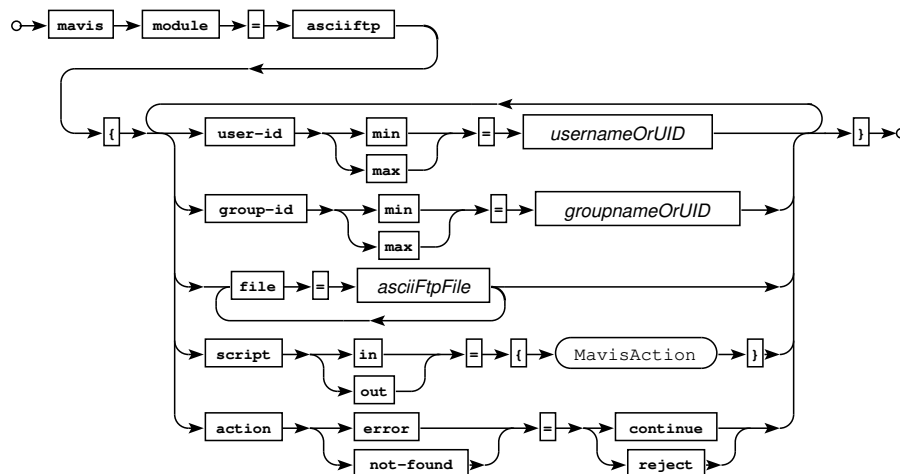 mavis module = asciiftp
{ user-id min = usernameOrUID }
max
group-id min = groupnameOrUID
max
file = asciiFtpFile
script in = { MavisAction }
out
action error = continue
not-found reject